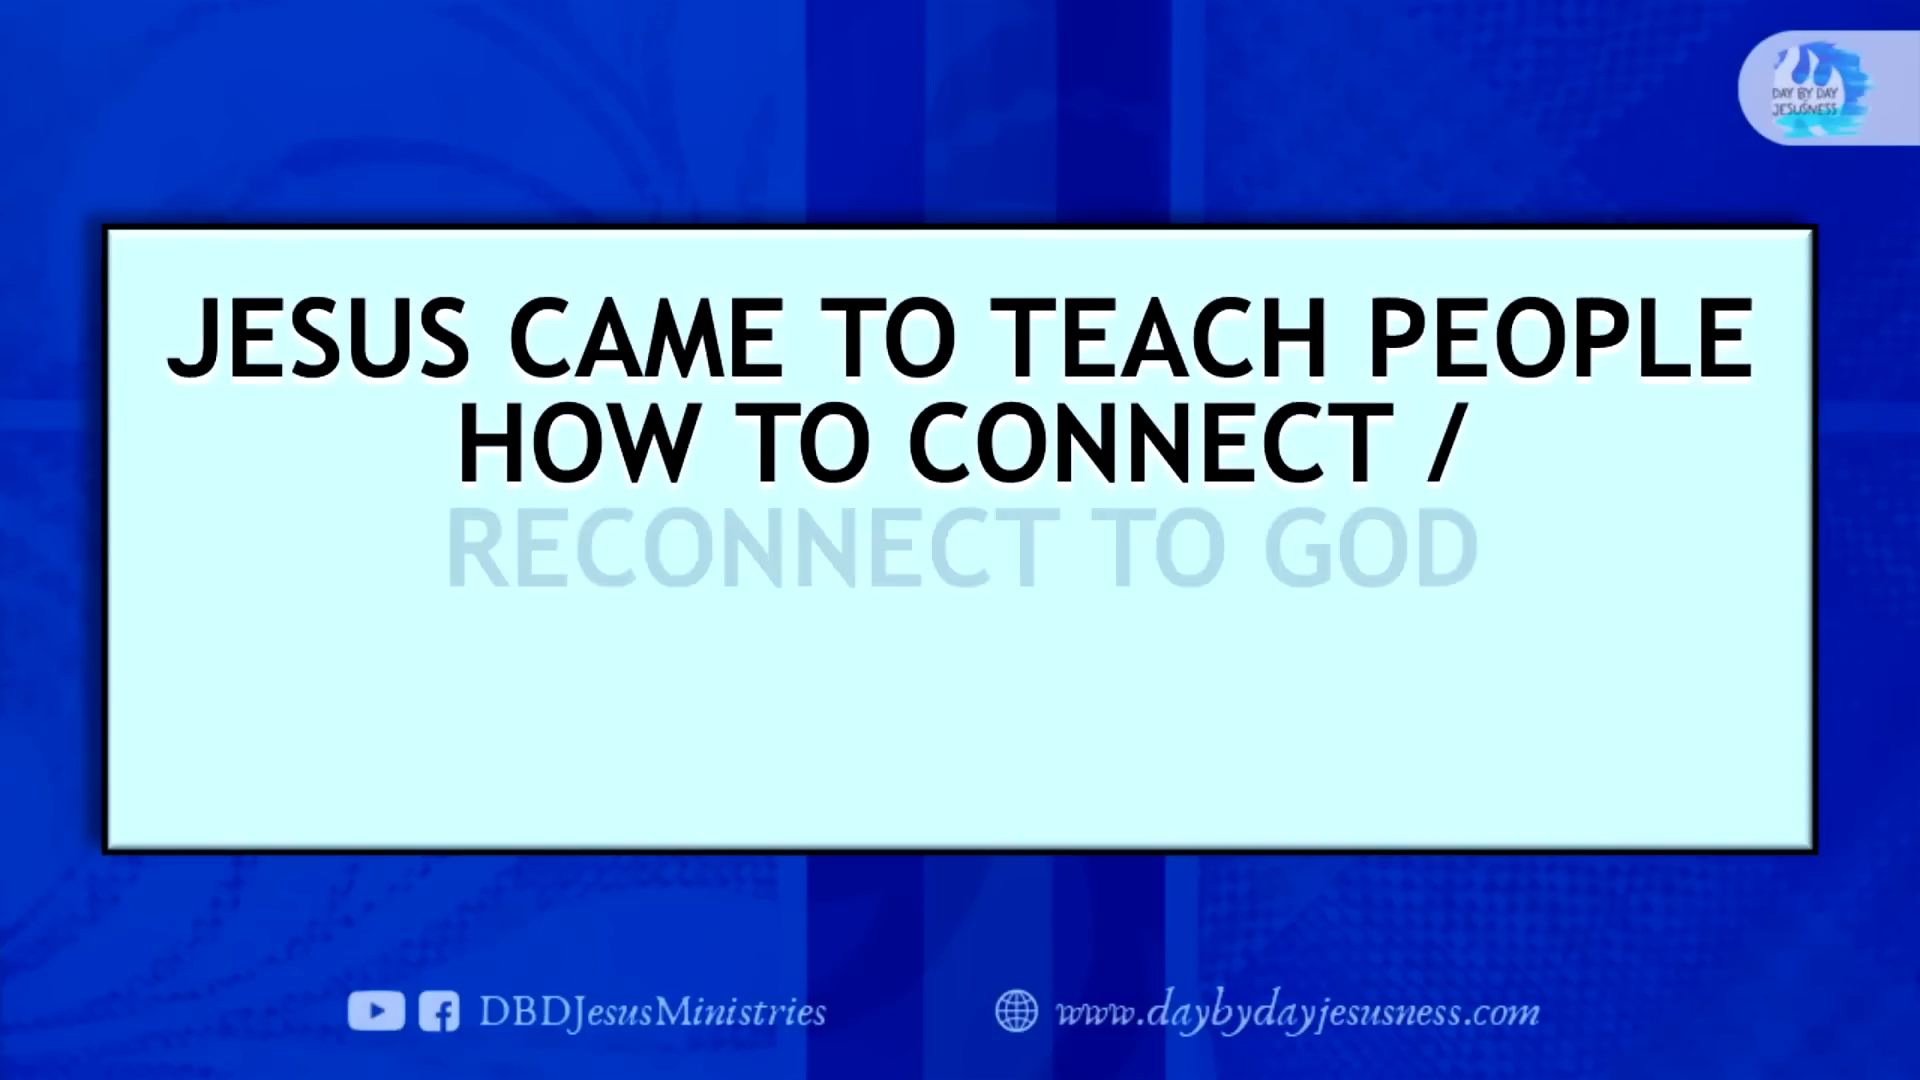 DAY BY DAY
JESUSNESS
JESUS CAME TO TEACH PEOPLE
HOW TO CONNECT /
RECONNECT TO GOD
DBDJesusMinistries
www.daybydayjesusness.com